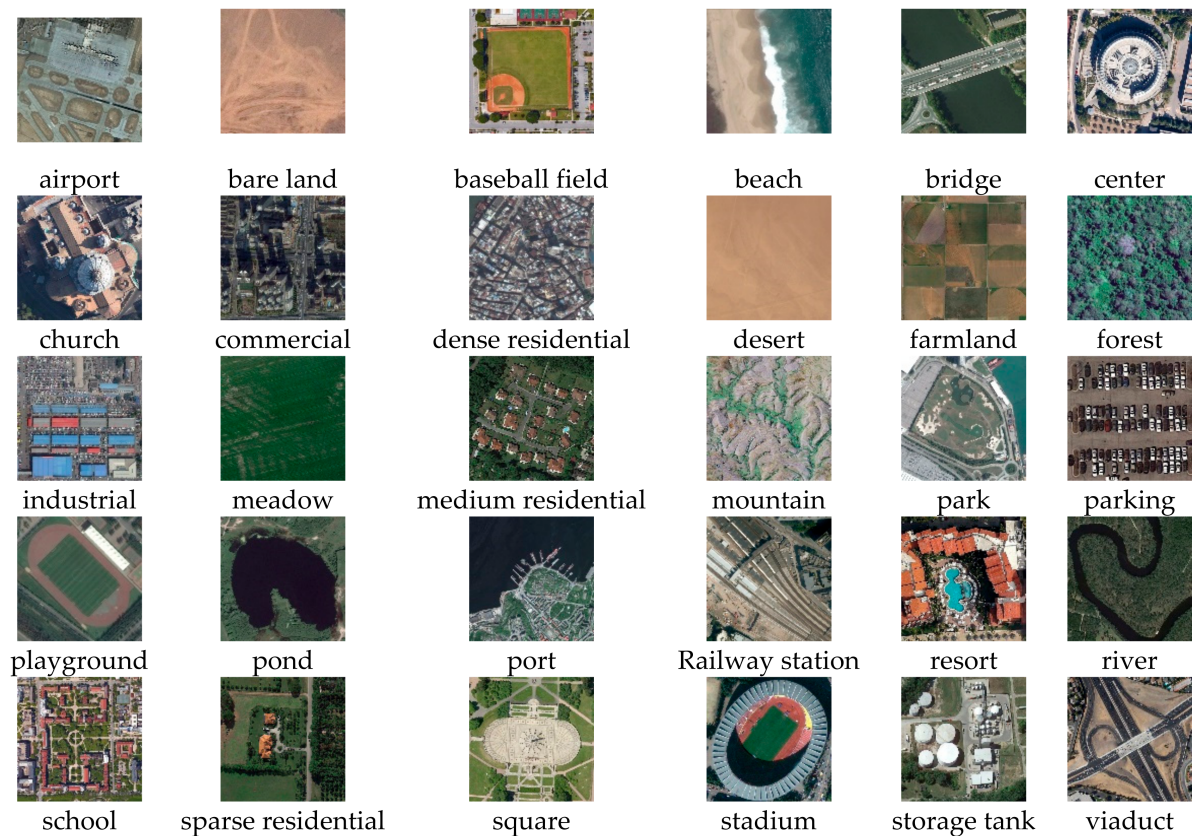 airport bare land baseball field beach bridge center
church commercial dense residential desert farmland forest
industrial meadow medium residential mountain park parking
playground pond port Railway station resort river
school sparse residential square stadium storage tank viaduct